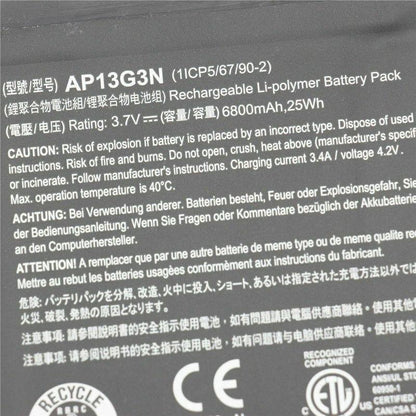 (型號/型号) AP13G3N (1ICP5/67/90-2)
(鋰聚合物電池組/锂聚合物电池组) Rechargeable Li-polymer Battery Pack
(電壓/电压) Rating: 3.7V⎓ (容量/容量) 6800mAh,25Wh
CAUTION: Risk of explosion if battery is replaced by an incorrect type. Dispose of used
instructions. Risk of fire and burns. Do not open, crush, heat above (manufacturer's specif
or incinerate. Follow manufacturer's instructions. Charging current 3.4A / voltage 4.2V.
Max. operation temperature is 40°C.
ACHTUNG: Bei Verwendung anderer. Batterien besteht, Feuer oder Explosionsgefahr, Sie
der Bedienungsanleitung. Wenn Sie Fragen oder Kommentare bezüglich der Akkubatterien
an den Computerhersteller.
ATTENTION! A remplacer que par une autre batterie de meme type ou de meme qualite rec
Mettre au rebut les batteries usagées conformément aux instructions du fabricant.
危険: バッテリパックを分解、改造、火中に投入、ショート、あるいは指定された充電方法以外では
火災、破裂、発熱の原因となります。
注意: 請參閱說明書的安全指示使用電池，如有問題請與電腦供應商聯絡，使用
注意: 请参阅说明书的安全指示使用电池，如有问题请与电脑供应商联络，使
RECYCLE
RBRC
CE
RECOGNIZED
COMPONENT
ETL
CONFORMS
ANSI/UL STD
60950-1
CAN/CSA